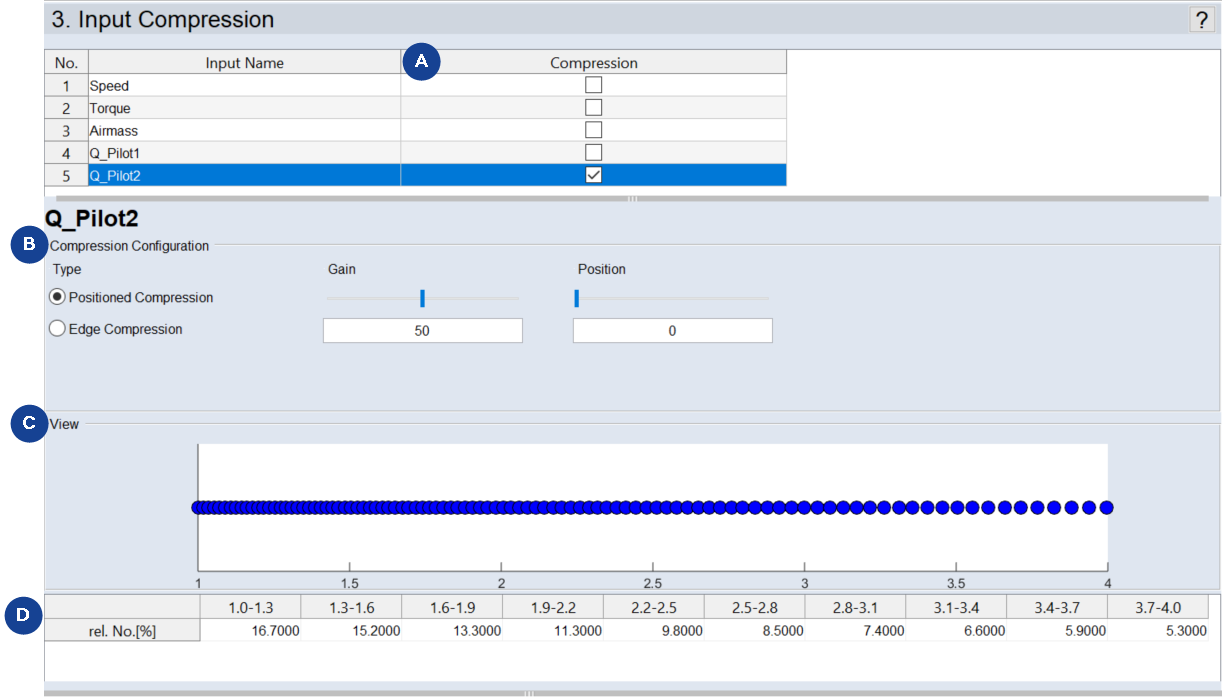 3. Input Compression ?
No. Input Name A Compression
1 Speed
2 Torque
3 Airmass
4 Q_Pilot1
5 Q_Pilot2
Q_Pilot2
B Compression Configuration
Type Gain Position
Positioned Compression
Edge Compression 50 0
C View
1 1.5 2 2.5 3 3.5 4
D 1.0-1.3 1.3-1.6 1.6-1.9 1.9-2.2 2.2-2.5 2.5-2.8 2.8-3.1 3.1-3.4 3.4-3.7 3.7-4.0
rel. No.[%] 16.7000 15.2000 13.3000 11.3000 9.8000 8.5000 7.4000 6.6000 5.9000 5.3000